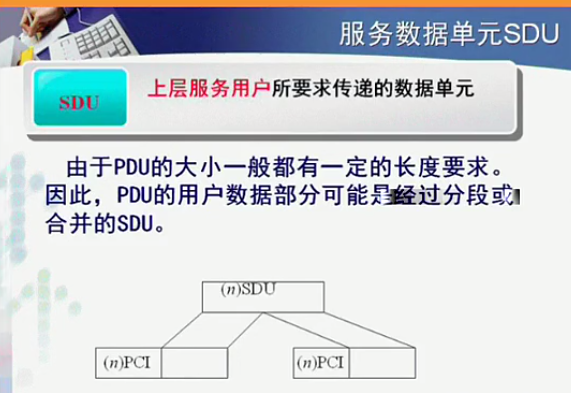 服务数据单元SDU
SDU 上层服务用户所要求传递的数据单元
由于PDU的大小一般都有一定的长度要求。
因此，PDU的用户数据部分可能是经过分段或
合并的SDU。
(n)SDU
(n)PCI (n)PCI